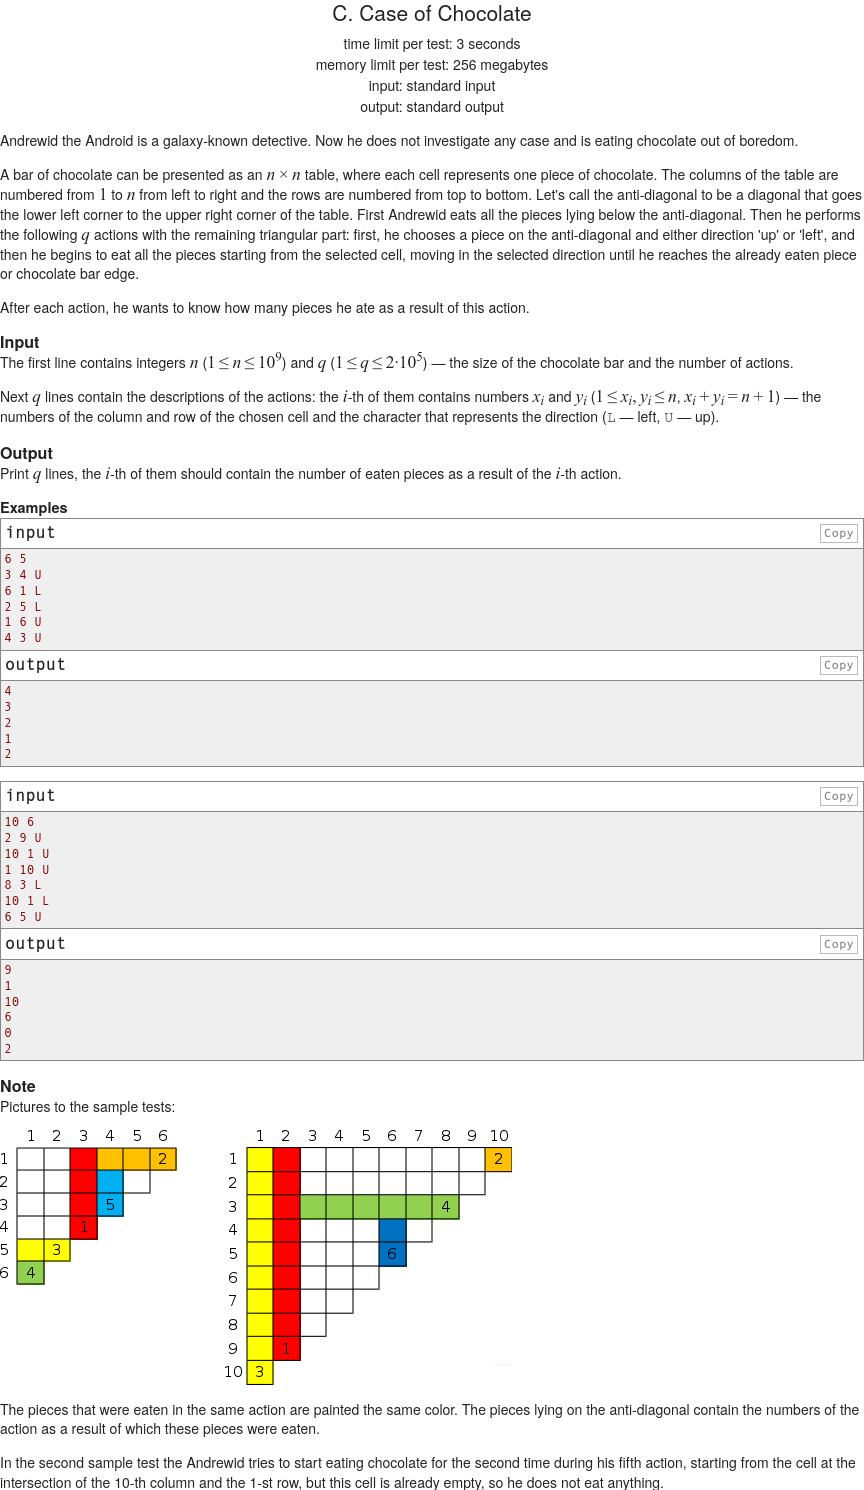 C. Case of Chocolate
time limit per test: 3 seconds
memory limit per test: 256 megabytes
input: standard input
output: standard output
Andrewid the Android is a galaxy-known detective. Now he does not investigate any case and is eating chocolate out of boredom.
A bar of chocolate can be presented as an n × n table, where each cell represents one piece of chocolate. The columns of the table are
numbered from 1 to n from left to right and the rows are numbered from top to bottom. Let's call the anti-diagonal to be a diagonal that goes
the lower left corner to the upper right corner of the table. First Andrewid eats all the pieces lying below the anti-diagonal. Then he performs
the following q actions with the remaining triangular part: first, he chooses a piece on the anti-diagonal and either direction 'up' or 'left', and
then he begins to eat all the pieces starting from the selected cell, moving in the selected direction until he reaches the already eaten piece
or chocolate bar edge.
After each action, he wants to know how many pieces he ate as a result of this action.
Input
The first line contains integers n (1 ≤ n ≤ 10^9) and q (1 ≤ q ≤ 2·10^5) — the size of the chocolate bar and the number of actions.
Next q lines contain the descriptions of the actions: the i-th of them contains numbers x_i and y_i (1 ≤ x_i, y_i ≤ n, x_i + y_i = n + 1) — the
numbers of the column and row of the chosen cell and the character that represents the direction (L — left, U — up).
Output
Print q lines, the i-th of them should contain the number of eaten pieces as a result of the i-th action.
Examples
input Copy
6 5
3 4 U
6 1 L
2 5 L
1 6 U
4 3 U
output Copy
4
3
2
1
2
input Copy
10 6
2 9 U
10 1 U
1 10 U
8 3 L
10 1 L
6 5 U
output Copy
9
1
10
6
0
2
Note
Pictures to the sample tests:
1 2 3 4 5 6
1 2
2
3 5
4 1
5 3
6 4
1 2 3 4 5 6 7 8 9 10
1 2
2
3 4
4
5 6
6
7
8
9 1
10 3
The pieces that were eaten in the same action are painted the same color. The pieces lying on the anti-diagonal contain the numbers of the
action as a result of which these pieces were eaten.
In the second sample test the Andrewid tries to start eating chocolate for the second time during his fifth action, starting from the cell at the
intersection of the 10-th column and the 1-st row, but this cell is already empty, so he does not eat anything.